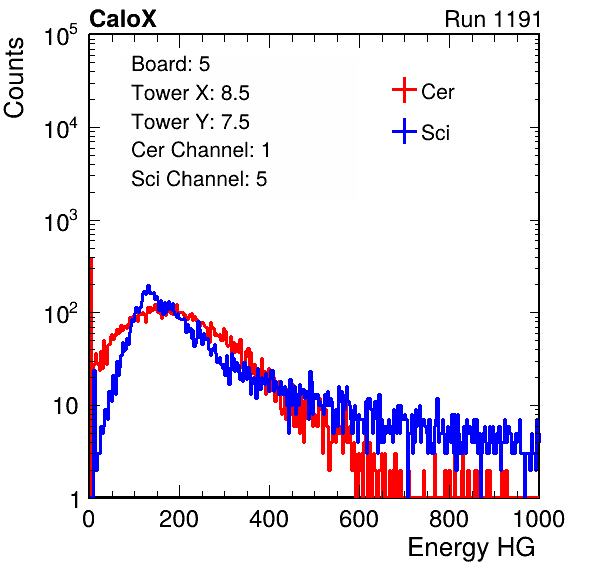 CaloX Run 1191
Counts
10^5
10^4
10^3
10^2
10
1
Board: 5
Tower X: 8.5
Tower Y: 7.5
Cer Channel: 1
Sci Channel: 5
Cer
Sci
0 200 400 600 800 1000
Energy HG